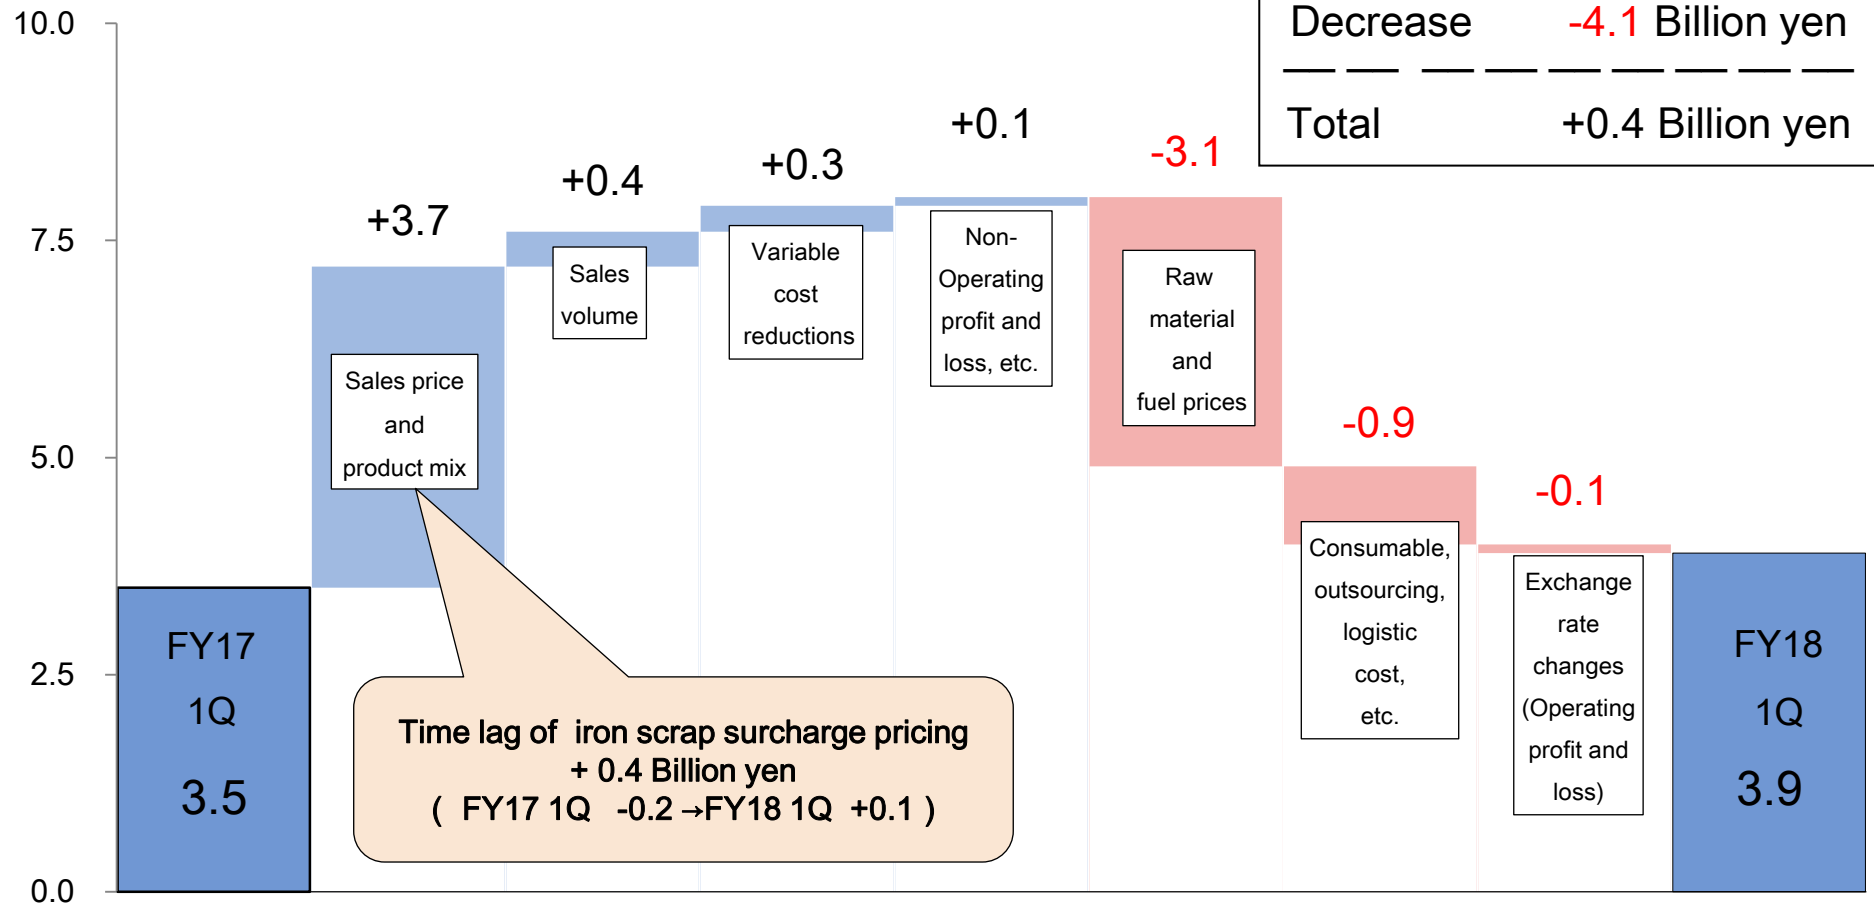 10.0
7.5
5.0
2.5
0.0
Decrease -4.1 Billion yen
Total +0.4 Billion yen
FY17
1Q
3.5
+3.7
Sales price
and
product mix
+0.4
Sales
volume
+0.3
Variable
cost
reductions
+0.1
Non-
Operating
profit and
loss, etc.
-3.1
Raw
material
and
fuel prices
-0.9
Consumable,
outsourcing,
logistic
cost,
etc.
-0.1
Exchange
rate
changes
(Operating
profit and
loss)
FY18
1Q
3.9
Time lag of iron scrap surcharge pricing
+ 0.4 Billion yen
( FY17 1Q -0.2 →FY18 1Q +0.1 )